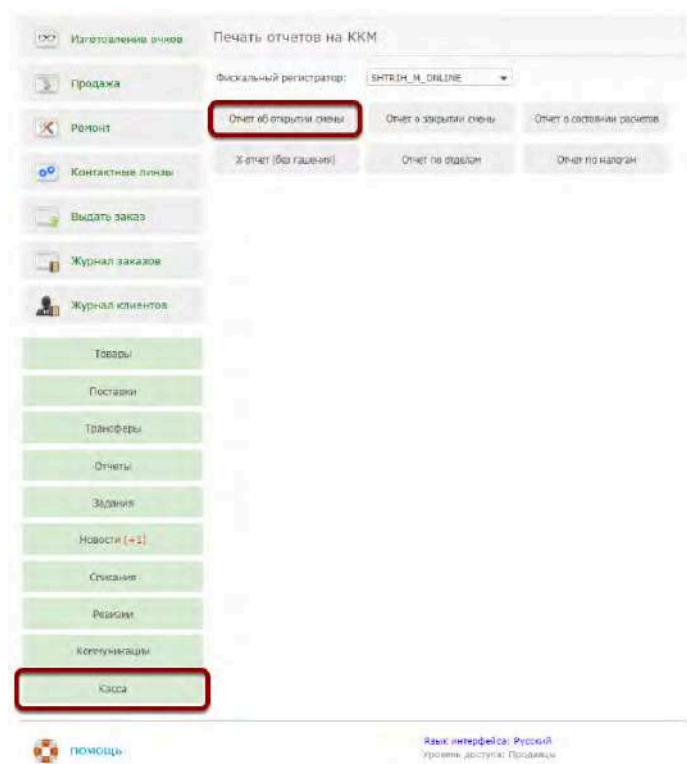 Изготовление очков
Печать отчетов на ККМ
Продажа
Фискальный регистратор:
SHTRIH_M_ONLINE
Отчет об открытии смены
Отчет о закрытии смены
Отчет о состоянии расчетов
Ремонт
X-отчет (без гашения)
Отчет по отделам
Отчет по налогам
Контактные линзы
Выдать заказ
Журнал заказов
Журнал клиентов
Товары
Поставки
Трансферы
Отчеты
Задания
Новости (+1)
Списания
Ревизии
Коммуникации
Касса
ПОМОЩЬ
Язык интерфейса: Русский
Уровень доступа: Продавцы